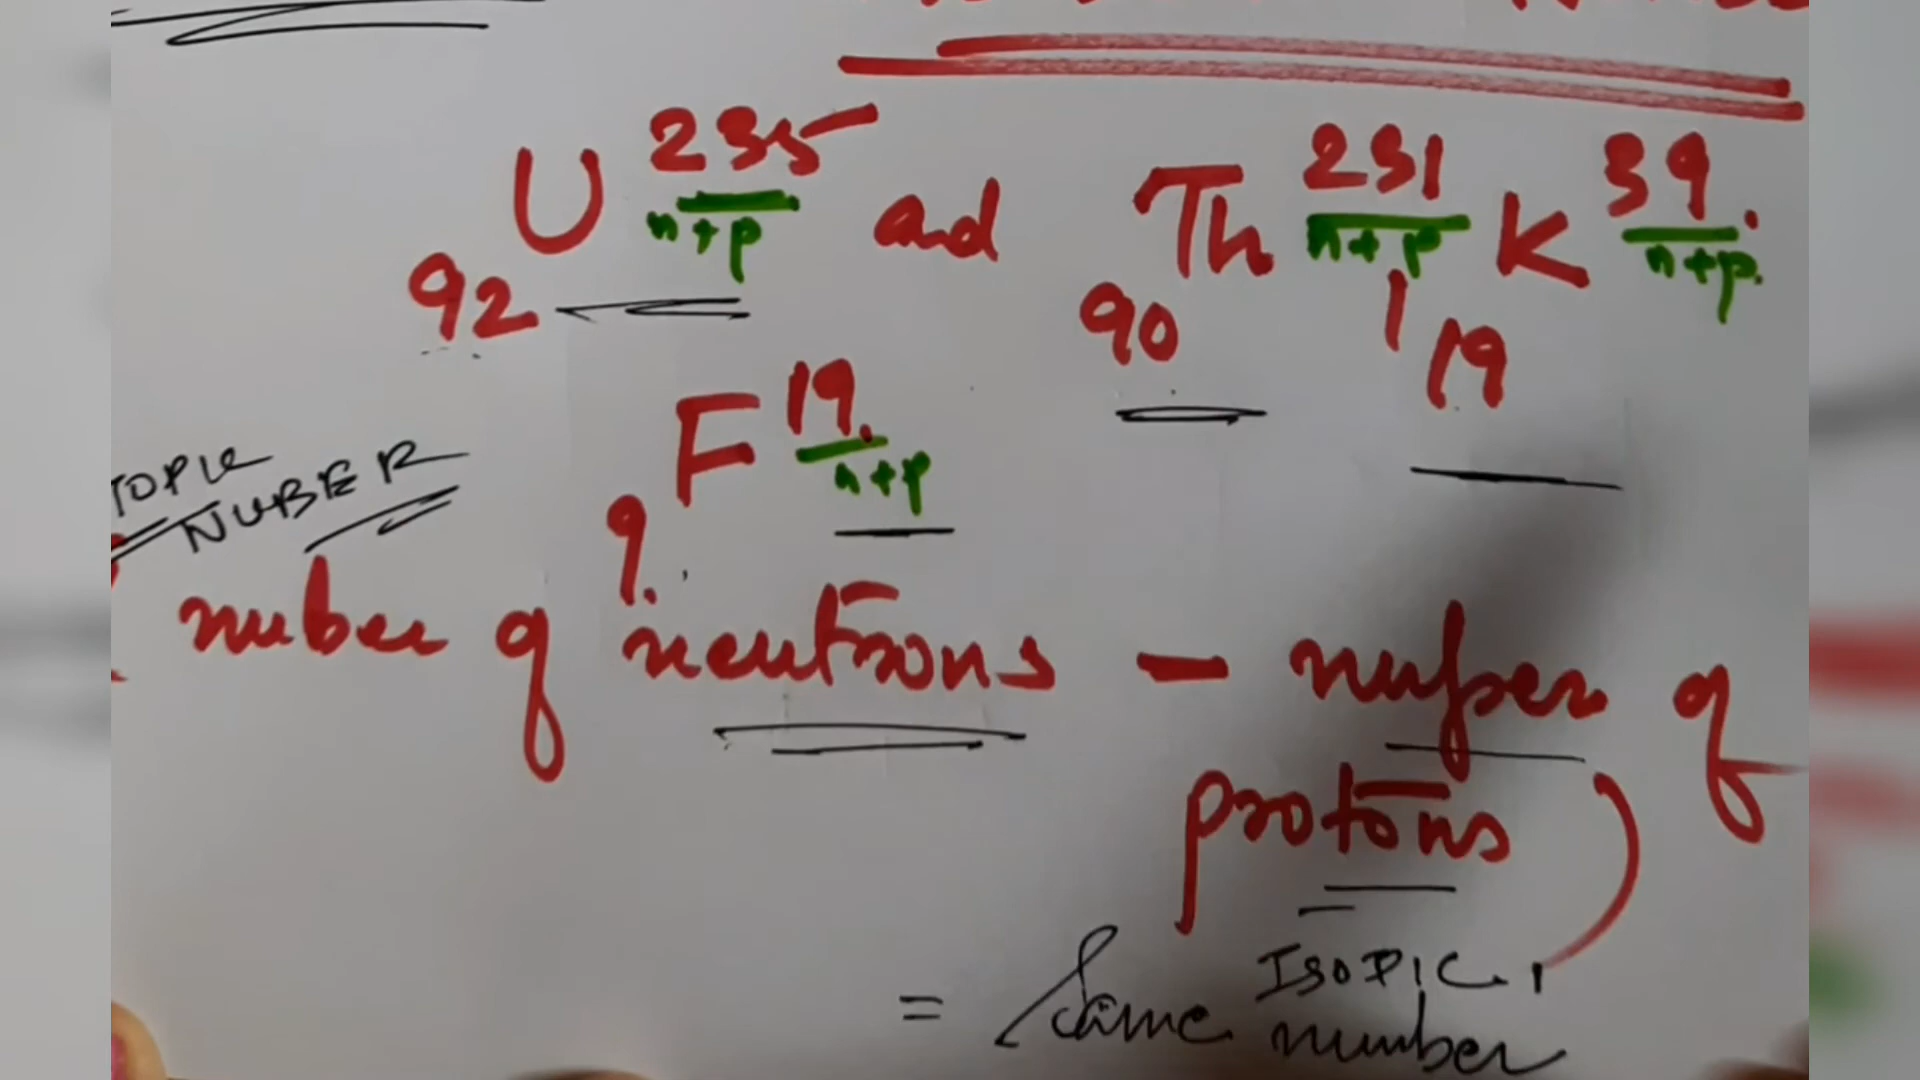 92 U 235 n+p and 90 Th 231 n+p , 19 K 39 n+p.
9 F 19 n+p
TOPIC
NUBER
nuber of neutrons - number of
protons
ISOPIC
= Same number